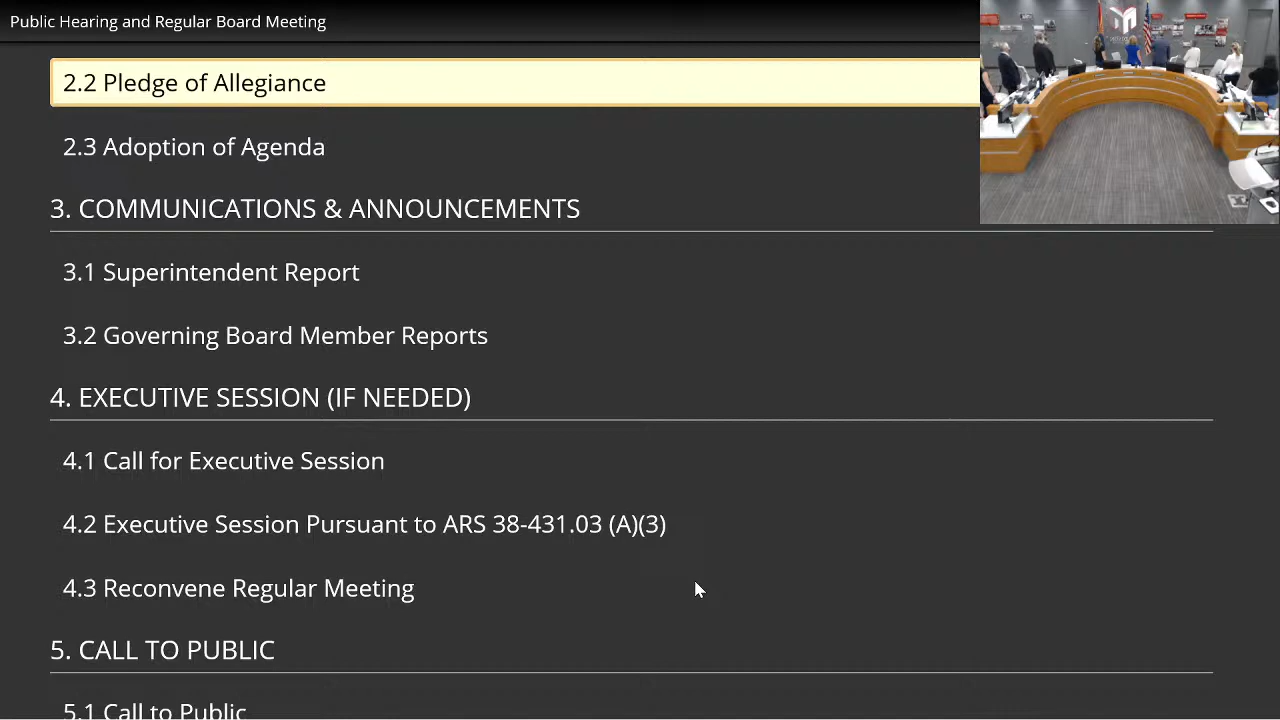 Public Hearing and Regular Board Meeting
2.2 Pledge of Allegiance
2.3 Adoption of Agenda
3. COMMUNICATIONS & ANNOUNCEMENTS
3.1 Superintendent Report
3.2 Governing Board Member Reports
4. EXECUTIVE SESSION (IF NEEDED)
4.1 Call for Executive Session
4.2 Executive Session Pursuant to ARS 38-431.03 (A)(3)
4.3 Reconvene Regular Meeting
5. CALL TO PUBLIC
5.1 Call to Public